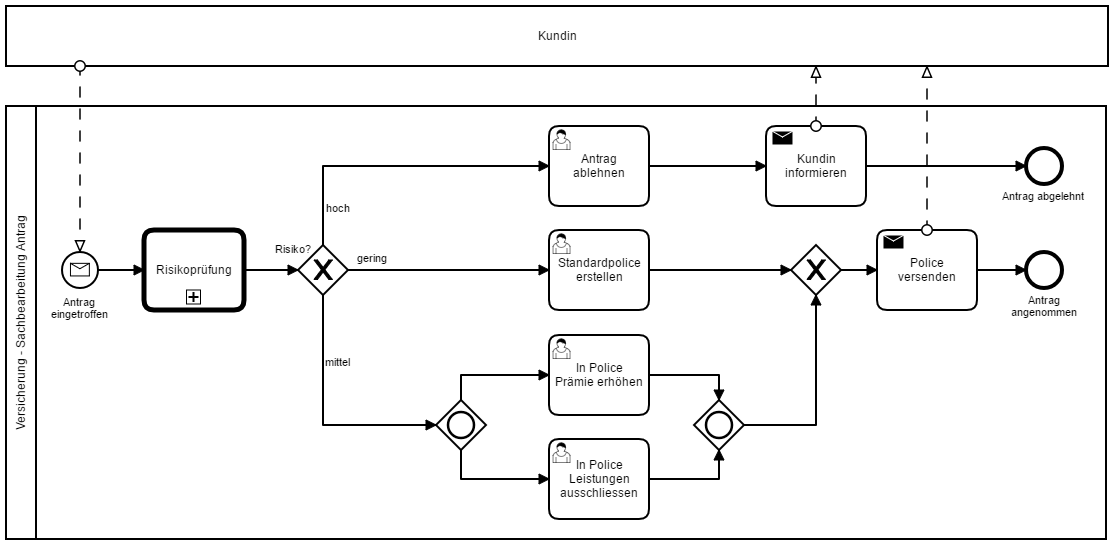 Kundin
Versicherung - Sachbearbeitung Antrag
Antrag
eingetroffen
Risikoprüfung
Risiko?
hoch
gering
mittel
Antrag
ablehnen
Kundin
informieren
Antrag abgelehnt
Standardpolice
erstellen
Police
versenden
Antrag
angenommen
In Police
Prämie erhöhen
In Police
Leistungen
ausschliessen